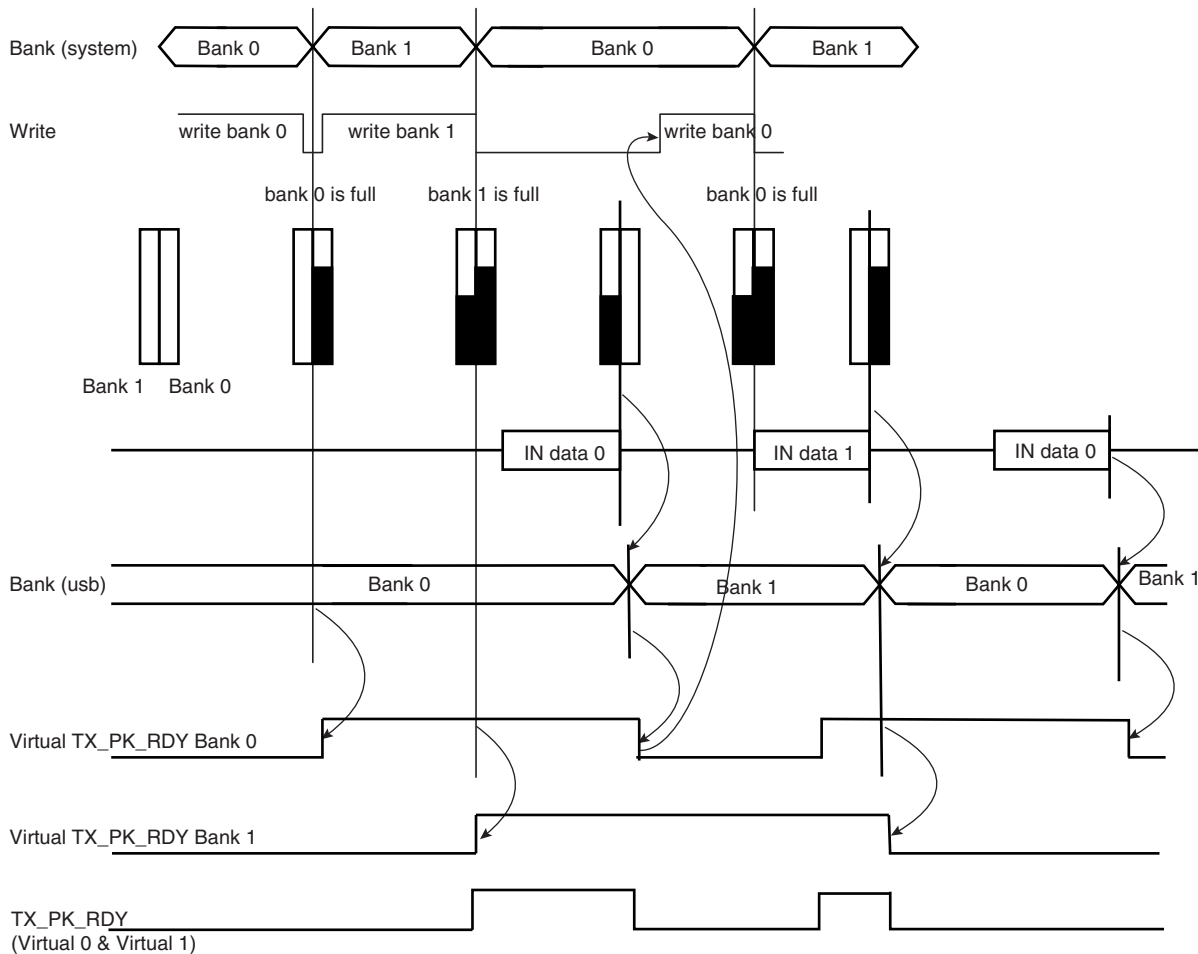 Bank (system)
Bank 0
Bank 1
Bank 0
Bank 1
Write
write bank 0
write bank 1
write bank 0
bank 0 is full
bank 1 is full
bank 0 is full
Bank 1
Bank 0
IN data 0
IN data 1
IN data 0
Bank (usb)
Bank 0
Bank 1
Bank 0
Bank 1
Virtual TX_PK_RDY Bank 0
Virtual TX_PK_RDY Bank 1
TX_PK_RDY
(Virtual 0 & Virtual 1)